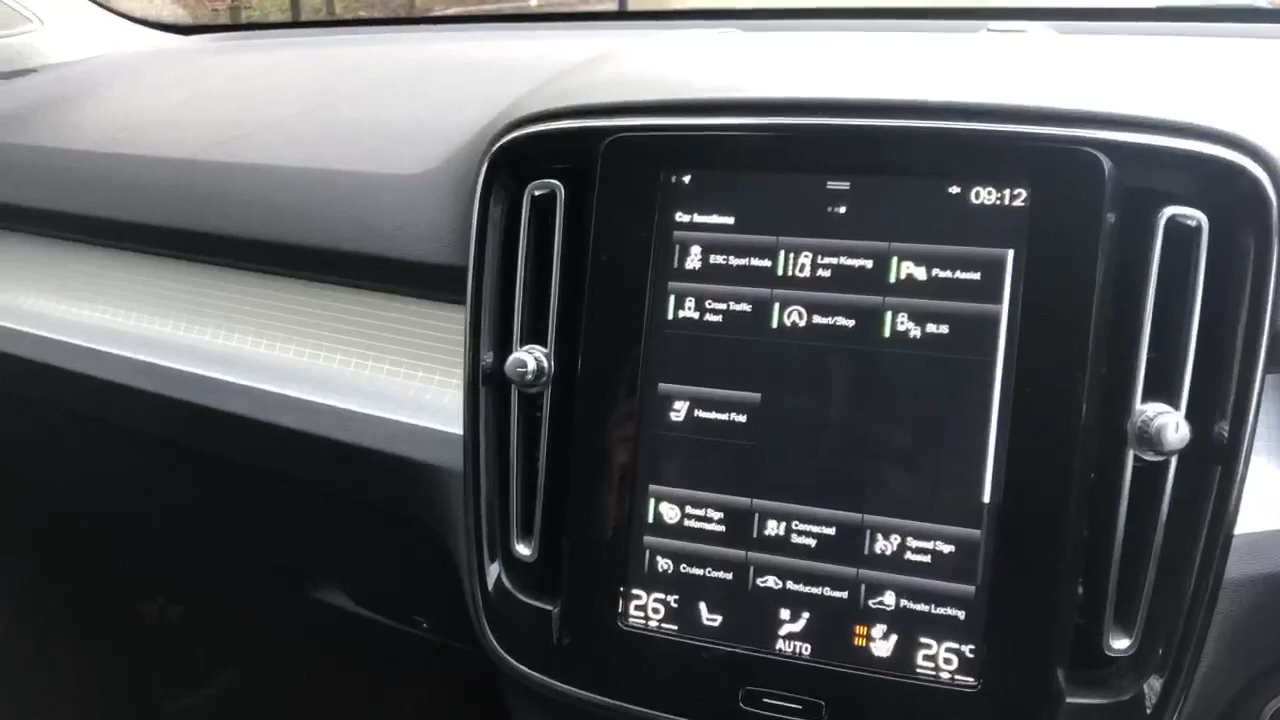 09:12
Car functions
OFF
ESC Sport Mode
Lane Keeping
Aid
Park Assist
Cross Traffic
Alert
Start/Stop
BLIS
Headrest Fold
Road Sign
Information
Connected
Safety
Speed Sign
Assist
Cruise Control
Reduced Guard
Private Locking
26°C
AUTO
26°C